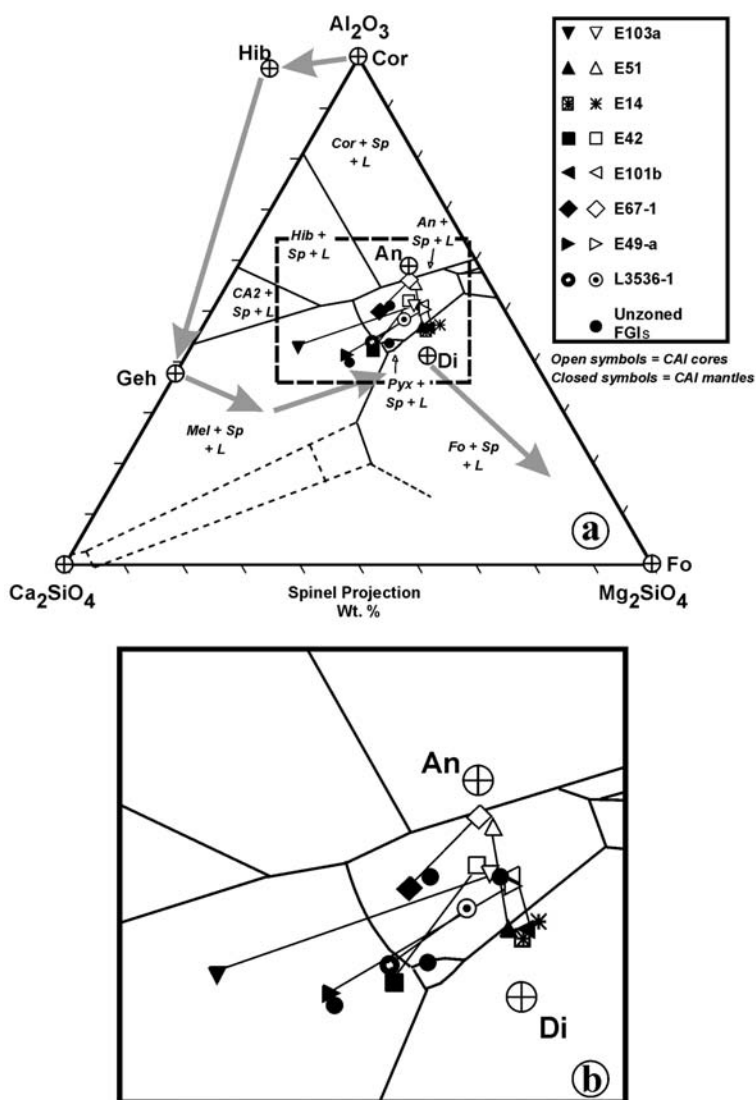 Al₂O₃
Hib
Cor
Cor + Sp
+ L
Hib +
Sp + L
An +
Sp + L
An
CA2 +
Sp + L
Di
Geh
Pyx +
Sp + L
Mel + Sp
+ L
Fo + Sp
+ L
E103a
E51
E14
E42
E101b
E67-1
E49-a
L3536-1
Unzoned
FGIs
Open symbols = CAI cores
Closed symbols = CAI mantles
a
Fo
Ca₂SiO₄
Spinel Projection
Wt. %
Mg₂SiO₄
An
Di
b